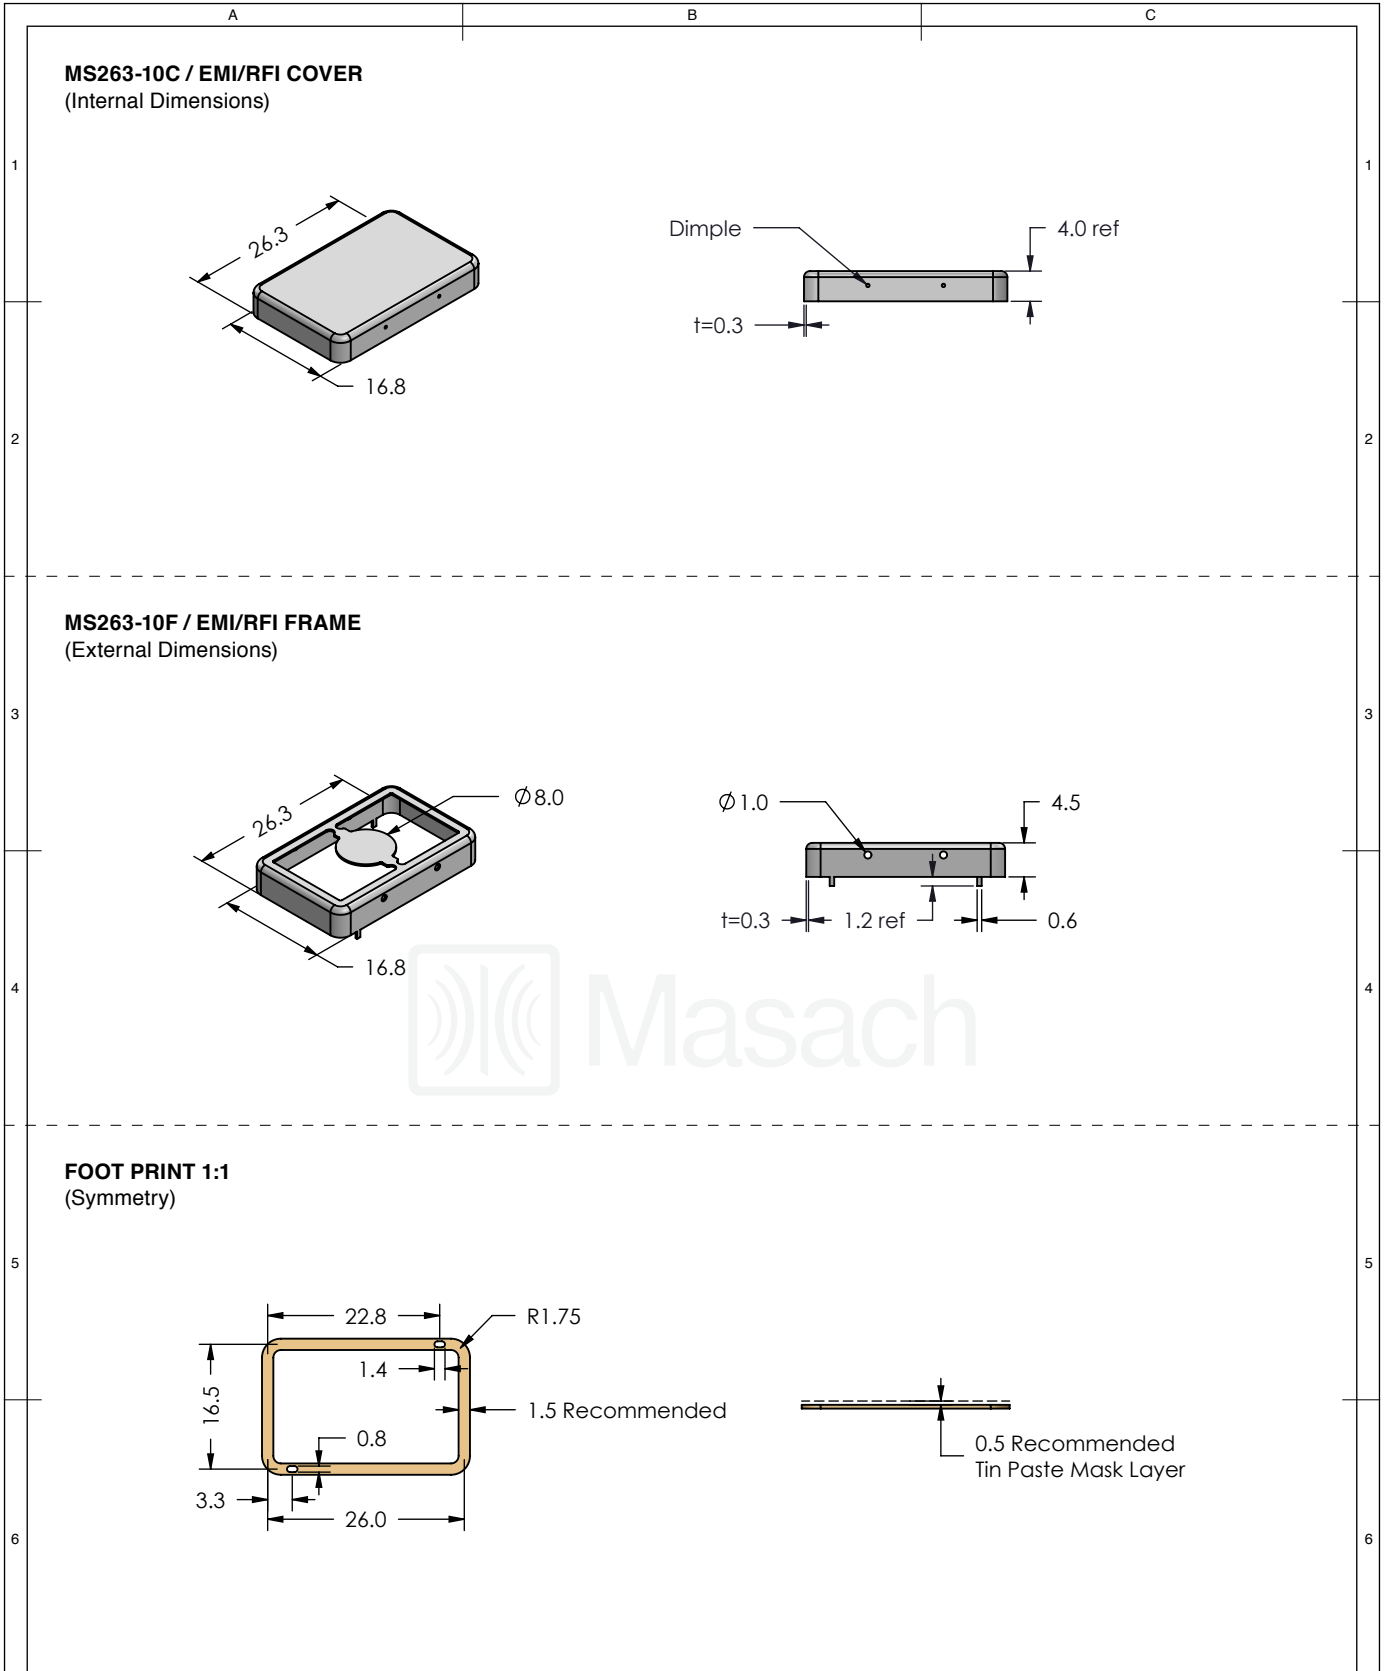 A B C
MS263-10C / EMI/RFI COVER
(Internal Dimensions)
1 1
26.3
16.8
Dimple
4.0 ref
t=0.3
2 2
MS263-10F / EMI/RFI FRAME
(External Dimensions)
3 3
26.3
Ø8.0
16.8
Ø1.0
4.5
t=0.3
1.2 ref
0.6
Masach
4 4
FOOT PRINT 1:1
(Symmetry)
5 5
22.8
R1.75
1.4
16.5
1.5 Recommended
0.8
3.3
26.0
0.5 Recommended
Tin Paste Mask Layer
6 6